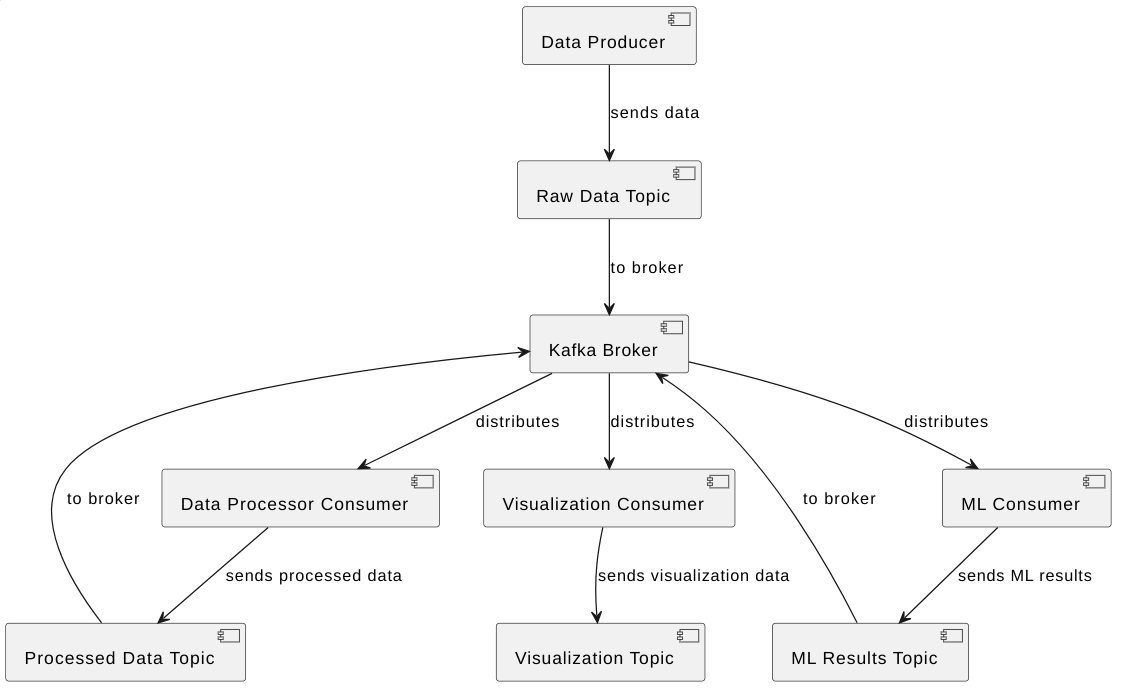 Data Producer
sends data
Raw Data Topic
to broker
Kafka Broker
distributes
distributes
distributes
to broker
Data Processor Consumer
Visualization Consumer
to broker
ML Consumer
sends processed data
sends visualization data
sends ML results
Processed Data Topic
Visualization Topic
ML Results Topic